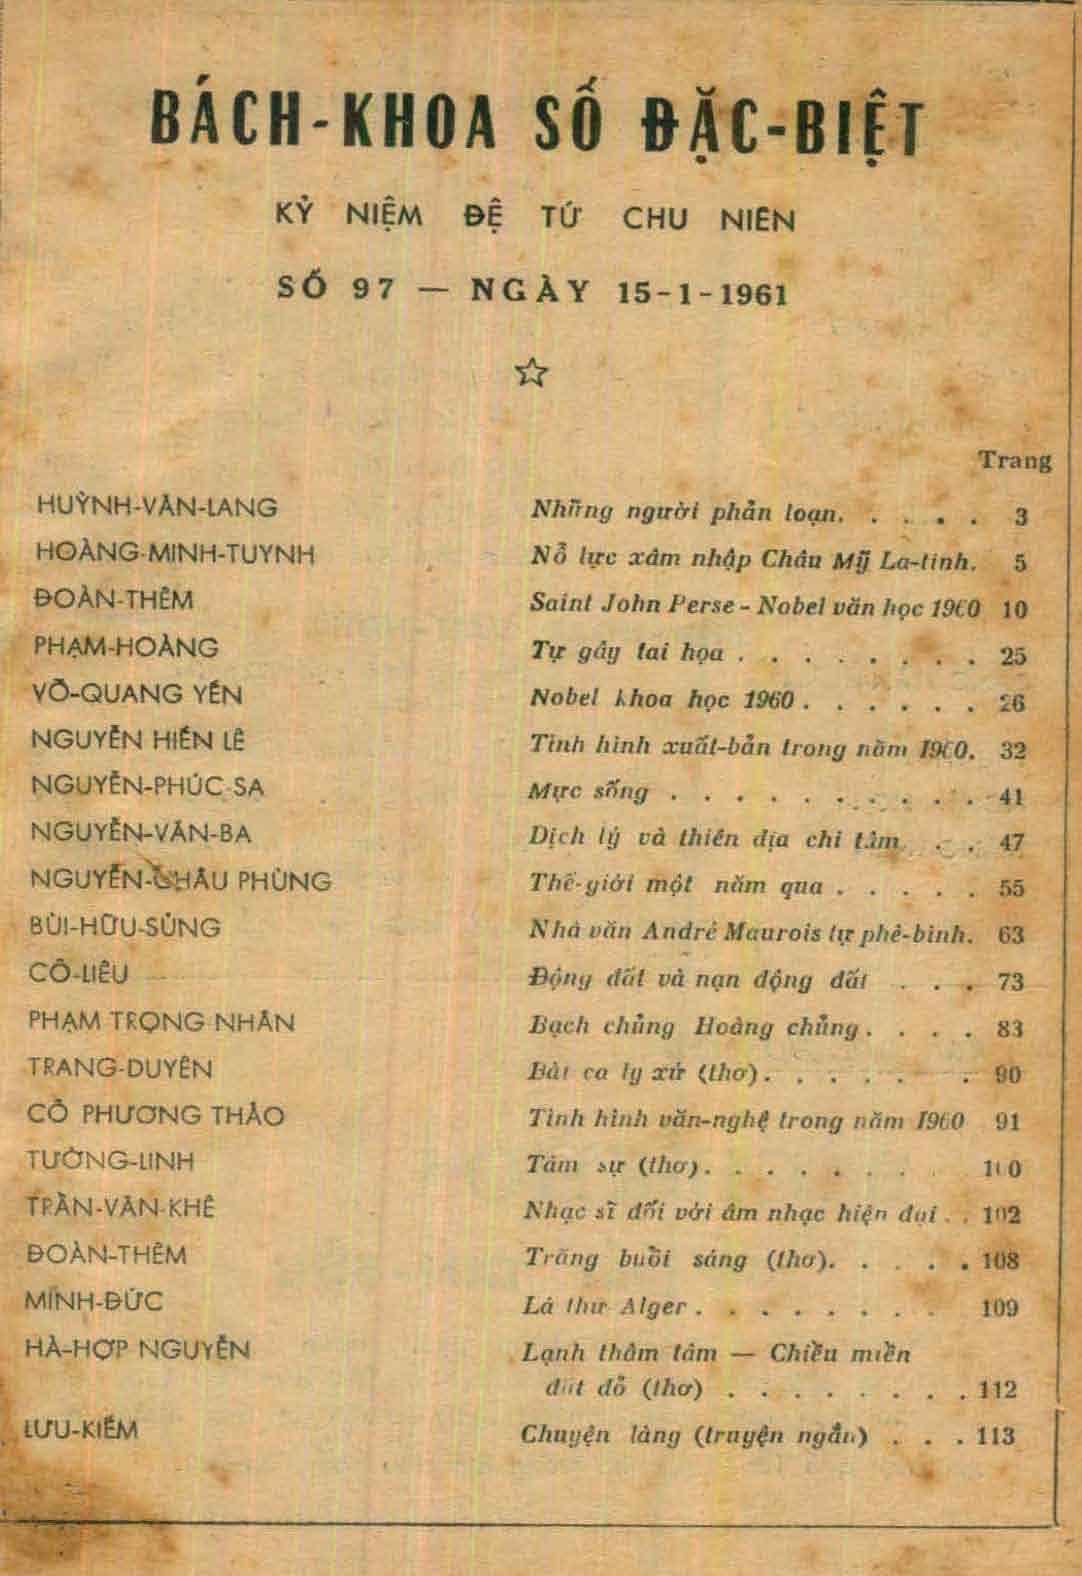 BÁCH-KHOA SỐ ĐẶC-BIỆT
KỶ NIỆM ĐỆ TỨ CHU NIÊN
SỐ 97 — NGÀY 15-1-1961
Trang
HUỲNH-VĂN-LANG Những người phản loạn. . . . . 3
HOÀNG-MINH-TUYNH Nỗ lực xâm nhập Châu Mỹ La-tinh. 5
ĐOÀN-THÊM Saint John Perse - Nobel văn học 1960 10
PHẠM-HOÀNG Tự gây tai họa . . . . . . . . 25
VÕ-QUANG YẾN Nobel khoa học 1960 . . . . . . 26
NGUYỄN HIẾN LÊ Tình hình xuất-bản trong năm 1960. 32
NGUYỄN-PHÚC-SA Mực sống . . . . . . . . . . 41
NGUYỄN-VĂN-BA Dịch lý và thiên địa chi tâm . . 47
NGUYỄN-CHÂU PHÙNG Thế-giới một năm qua . . . . . 55
BÙI-HỮU-SỦNG Nhà văn André Maurois tự phê-bình. 63
CÔ-LIÊU Động đất và nạn động đất . . . 73
PHẠM TRỌNG NHÂN Bạch chủng Hoàng chủng . . . . 83
TRANG-DUYÊN Bài ca ly xứ (thơ) . . . . . . 90
CÔ PHƯƠNG THẢO Tình hình văn-nghệ trong năm 1960 91
TƯỜNG-LINH Tâm sự (thơ) . . . . . . . . 100
TRẦN-VĂN-KHÊ Nhạc sĩ đối với âm nhạc hiện đại . . 102
ĐOÀN-THÊM Trăng buổi sáng (thơ). . . . . 108
MINH-ĐỨC Lá thư Alger . . . . . . . . 109
HÀ-HỢP NGUYỄN Lạnh thâm tâm — Chiều miền
đất đỏ (thơ) . . . . . . . . 112
LƯU-KIẾM Chuyện làng (truyện ngắn) . . . 113